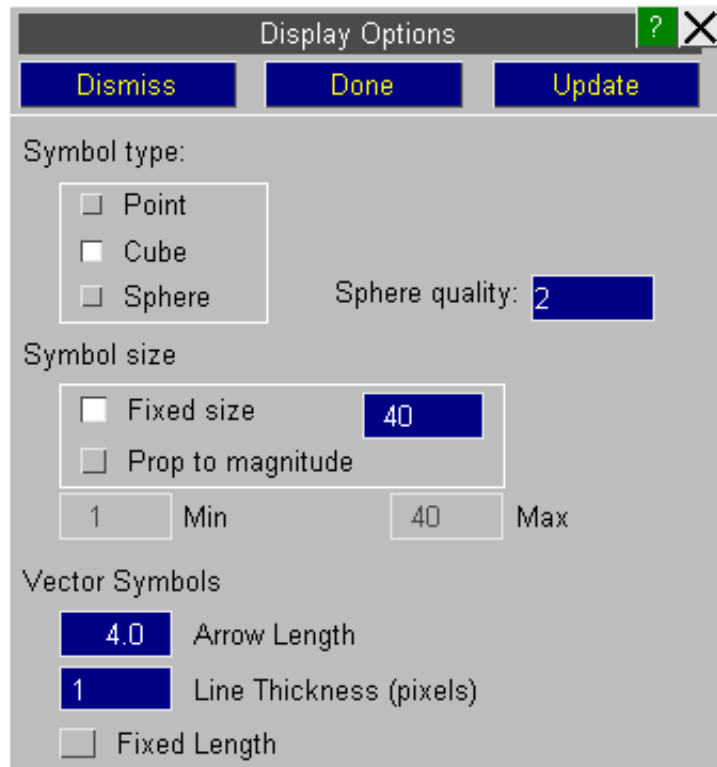 Display Options ? X
Dismiss Done Update
Symbol type:
Point
Cube
Sphere Sphere quality: 2
Symbol size
Fixed size 40
Prop to magnitude
1 Min 40 Max
Vector Symbols
4.0 Arrow Length
1 Line Thickness (pixels)
Fixed Length